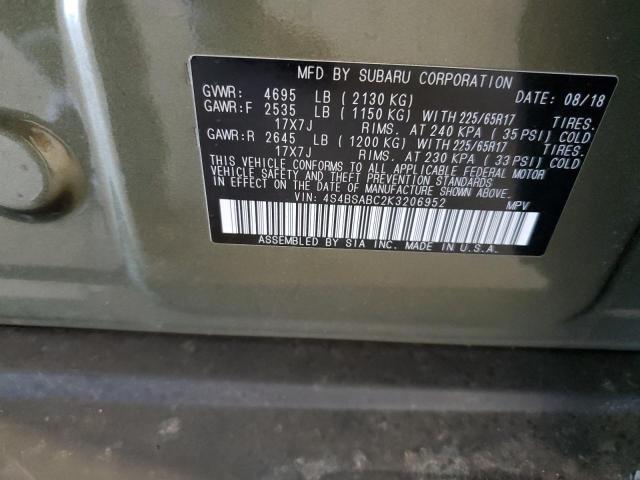 MFD BY SUBARU CORPORATION
GVWR: 4695 LB ( 2130 KG) DATE: 08/18
GAWR:F 2535 LB ( 1150 KG) WITH 225/65R17 TIRES.
17X7J RIMS. AT 240 KPA ( 35 PSI) COLD
GAWR:R 2645 LB ( 1200 KG) WITH 225/65R17 TIRES.
17X7J RIMS. AT 230 KPA ( 33 PSI) COLD.
THIS VEHICLE CONFORMS TO ALL APPLICABLE FEDERAL MOTOR
VEHICLE SAFETY AND THEFT PREVENTION STANDARDS
IN EFFECT ON THE DATE OF MANUFACTURE SHOWN ABOVE.
VIN: 4S4BSABC2K3206952 MPV
ASSEMBLED BY SIA INC. MADE IN U.S.A.